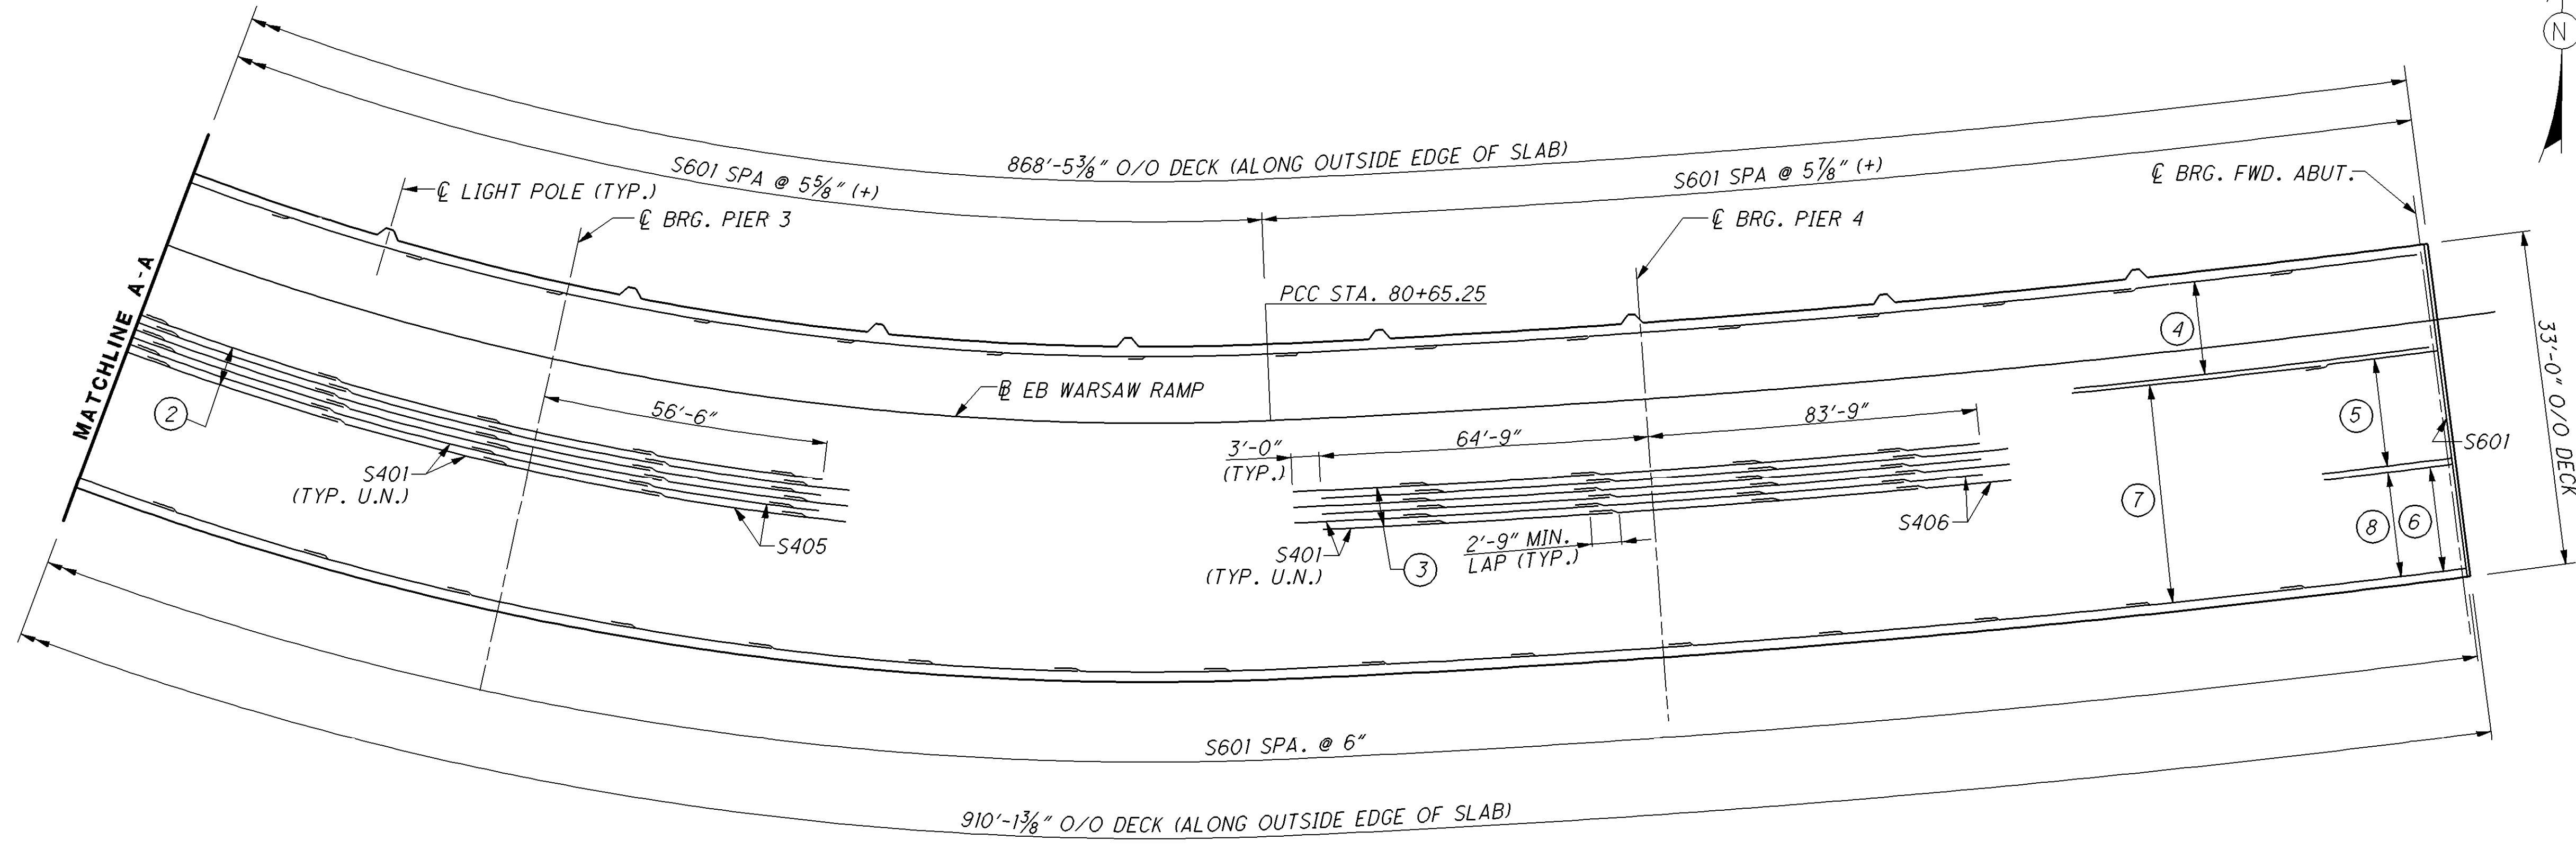 N
868'-5⅜" O/O DECK (ALONG OUTSIDE EDGE OF SLAB)
S601 SPA @ 5⅝" (+)
S601 SPA @ 5⅞" (+)
℄ LIGHT POLE (TYP.)
℄ BRG. PIER 3
℄ BRG. PIER 4
℄ BRG. FWD. ABUT.
MATCHLINE A-A
PCC STA. 80+65.25
④
33'-0" O/O DECK
℄ EB WARSAW RAMP
②
56'-6"
3'-0"
(TYP.)
64'-9"
83'-9"
⑤
S601
S401
(TYP. U.N.)
S405
S401
(TYP. U.N.)
③
2'-9" MIN.
LAP (TYP.)
S406
⑦
⑧
⑥
S601 SPA. @ 6"
910'-1⅜" O/O DECK (ALONG OUTSIDE EDGE OF SLAB)